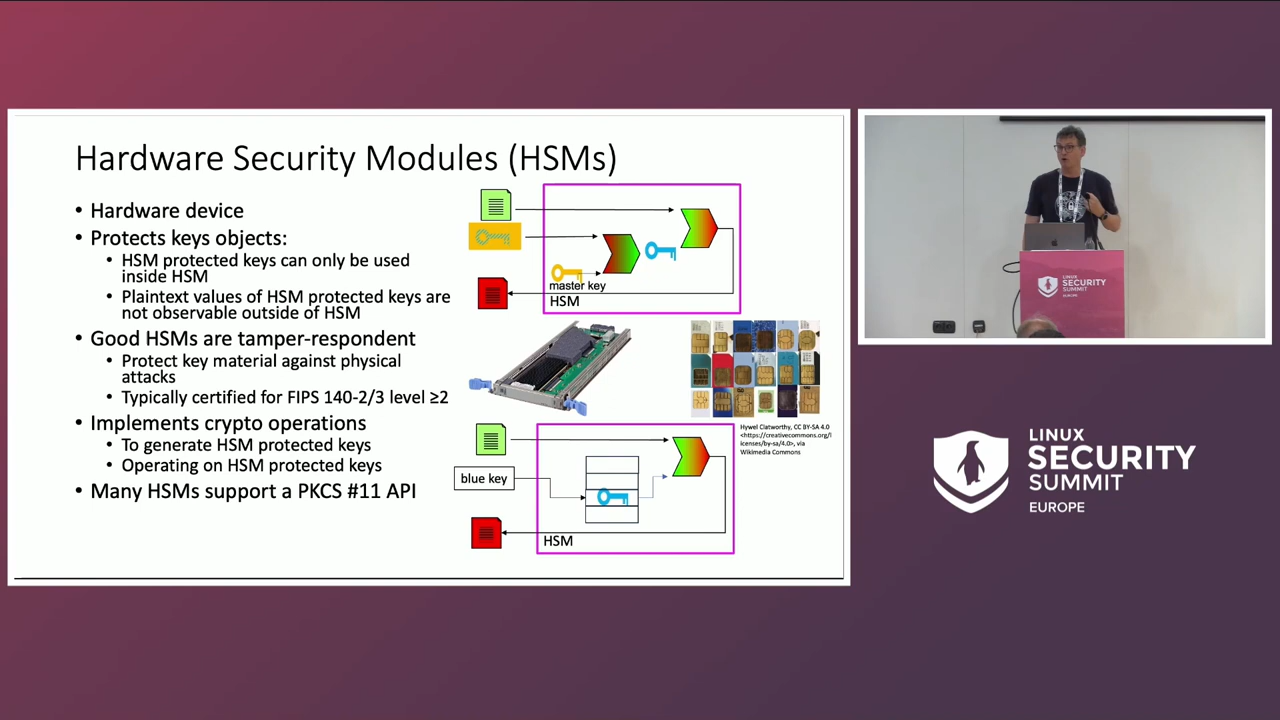 Hardware Security Modules (HSMs)
• Hardware device
• Protects keys objects:
• HSM protected keys can only be used
inside HSM
• Plaintext values of HSM protected keys are
not observable outside of HSM
• Good HSMs are tamper-respondent
• Protect key material against physical
attacks
• Typically certified for FIPS 140-2/3 level ≥2
• Implements crypto operations
• To generate HSM protected keys
• Operating on HSM protected keys
• Many HSMs support a PKCS #11 API
master key
HSM
Hywel Clatworthy, CC BY-SA 4.0
<https://creativecommons.org/l
icenses/by-sa/4.0>, via
Wikimedia Commons
blue key
HSM
LINUX
SECURITY
SUMMIT
EUROPE
LINUX
SECURITY
SUMMIT
EUROPE